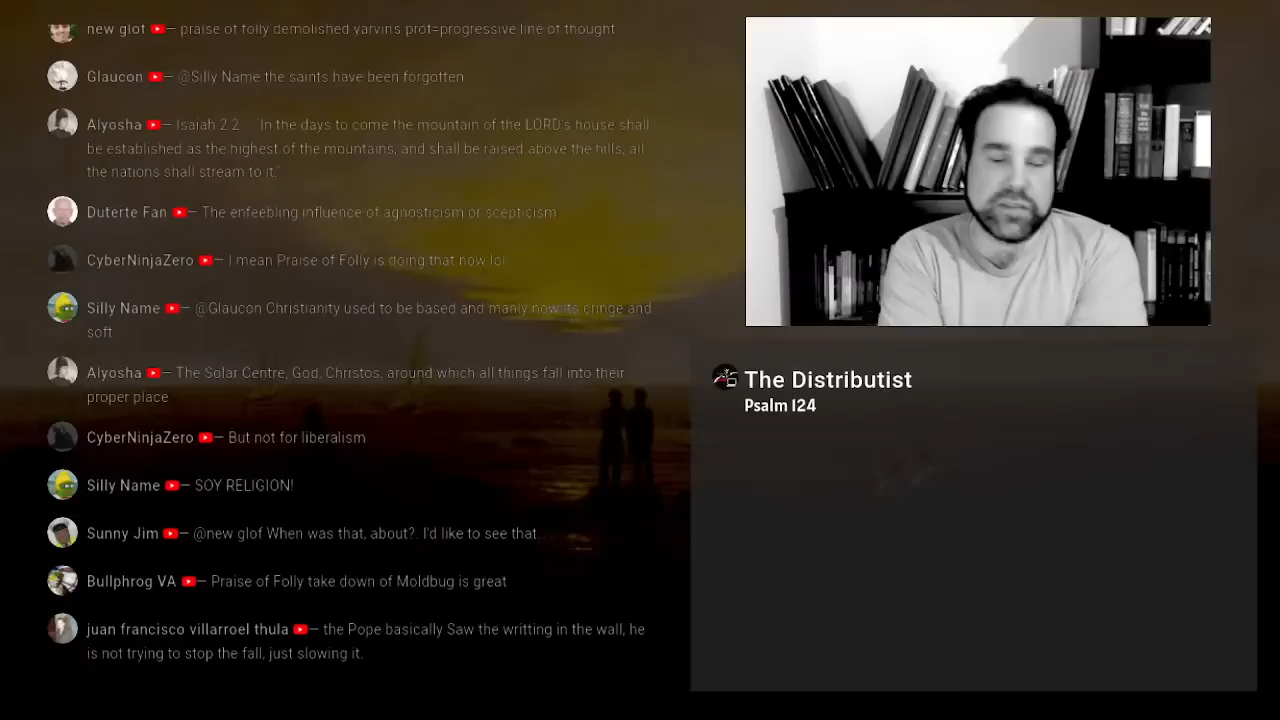 new glof — praise of folly demolished yarvin's prot=progressive line of thought
Glaucon — @Silly Name the saints have been forgotten
Alyosha — Isaiah 2:2 "In the days to come the mountain of the LORD's house shall
be established as the highest of the mountains, and shall be raised above the hills; all
the nations shall stream to it."
Duterte Fan — The enfeebling influence of agnosticism or scepticism
CyberNinjaZero — I mean Praise of Folly is doing that now lol
Silly Name — @Glaucon Christianity used to be based and manly now its cringe and
soft
Alyosha — The Solar Centre, God, Christos, around which all things fall into their
proper place
CyberNinjaZero — But not for liberalism
Silly Name — SOY RELIGION!
Sunny Jim — @new glof When was that, about?. I'd like to see that.
Bullphrog VA — Praise of Folly take down of Moldbug is great
juan francisco villarroel thula — the Pope basically Saw the writting in the wall, he
is not trying to stop the fall, just slowing it.
The Distributist
Psalm 124